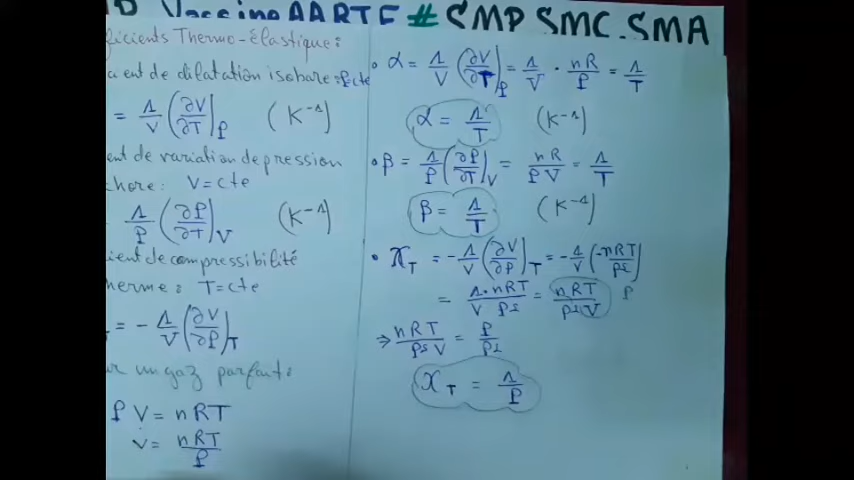 Vaccine AARTE # SMP SMC. SMA
Thermo-élastique:
ent de dilatation isobare: P=cte
= 1/V (∂V/∂T)|P (K⁻¹)
ent de variation de pression
chore: V=cte
1/P (∂P/∂T)V (K⁻¹)
ient de compressibilité
herme: T=cte
= - 1/V (∂V/∂P)T
un gaz parfait:
PV = nRT
V = nRT/P
• α = 1/V (∂V/∂T)|P = 1/V · nR/P = 1/T
α = 1/T (K⁻¹)
• β = 1/P (∂P/∂T)V = nR/PV = 1/T
β = 1/T (K⁻¹)
• χT = - 1/V (∂V/∂P)T = - 1/V (-nRT/P²)
= 1·nRT/V P² = nRT/P²V P
⇒ nRT/P²V = P/P²
χT = 1/P